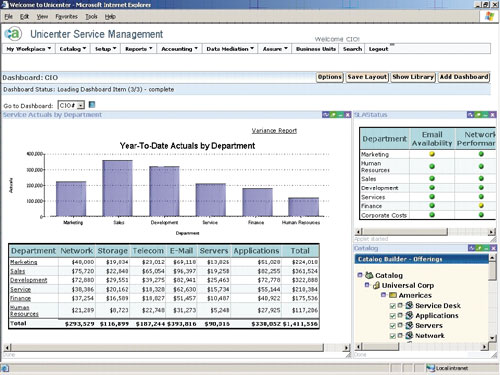 Welcome to Unicenter - Microsoft Internet Explorer
File Edit View Favorites Tools Help
Unicenter Service Management
Welcome CIO!
My Workplace Catalog Setup Reports Accounting Data Mediation Assure Business Units Search Logout
Dashboard: CIO
Options Save Layout Show Library Add Dashboard
Dashboard Status: Loading Dashboard Item (3/3) - complete
Go to Dashboard: CIO
Service Actuals by Department
Variance Report
Year-To-Date Actuals by Department
400,000
300,000
200,000
100,000
0
Actuals
Marketing Sales Development Service Finance Human Resources
Department
Department Network Storage Telecom E-Mail Servers Applications Total
Marketing $48,000 $19,034 $23,012 $69,118 $13,826 $51,028 $224,018
Sales $75,720 $22,848 $65,054 $96,397 $19,258 $82,255 $361,524
Development $72,880 $29,551 $39,275 $82,941 $25,463 $72,778 $322,888
Service $38,386 $20,162 $18,328 $62,630 $15,734 $55,144 $210,384
Finance $37,254 $16,589 $18,827 $51,457 $10,487 $40,922 $175,536
Human Resources $21,289 $8,723 $22,748 $31,273 $5,248 $27,925 $117,286
Total $293,529 $116,899 $187,244 $393,816 $90,016 $1,411,536
SLAStatus
Department Email Availability Network Performan
Marketing
Human Resources
Sales
Development
Services
Finance
Corporate Costs
Applet started
Catalog
Catalog Builder - Offerings
Catalog
Universal Corp
Americas
Service Desk
Applications
Servers
Network
Done
Done
Local intranet